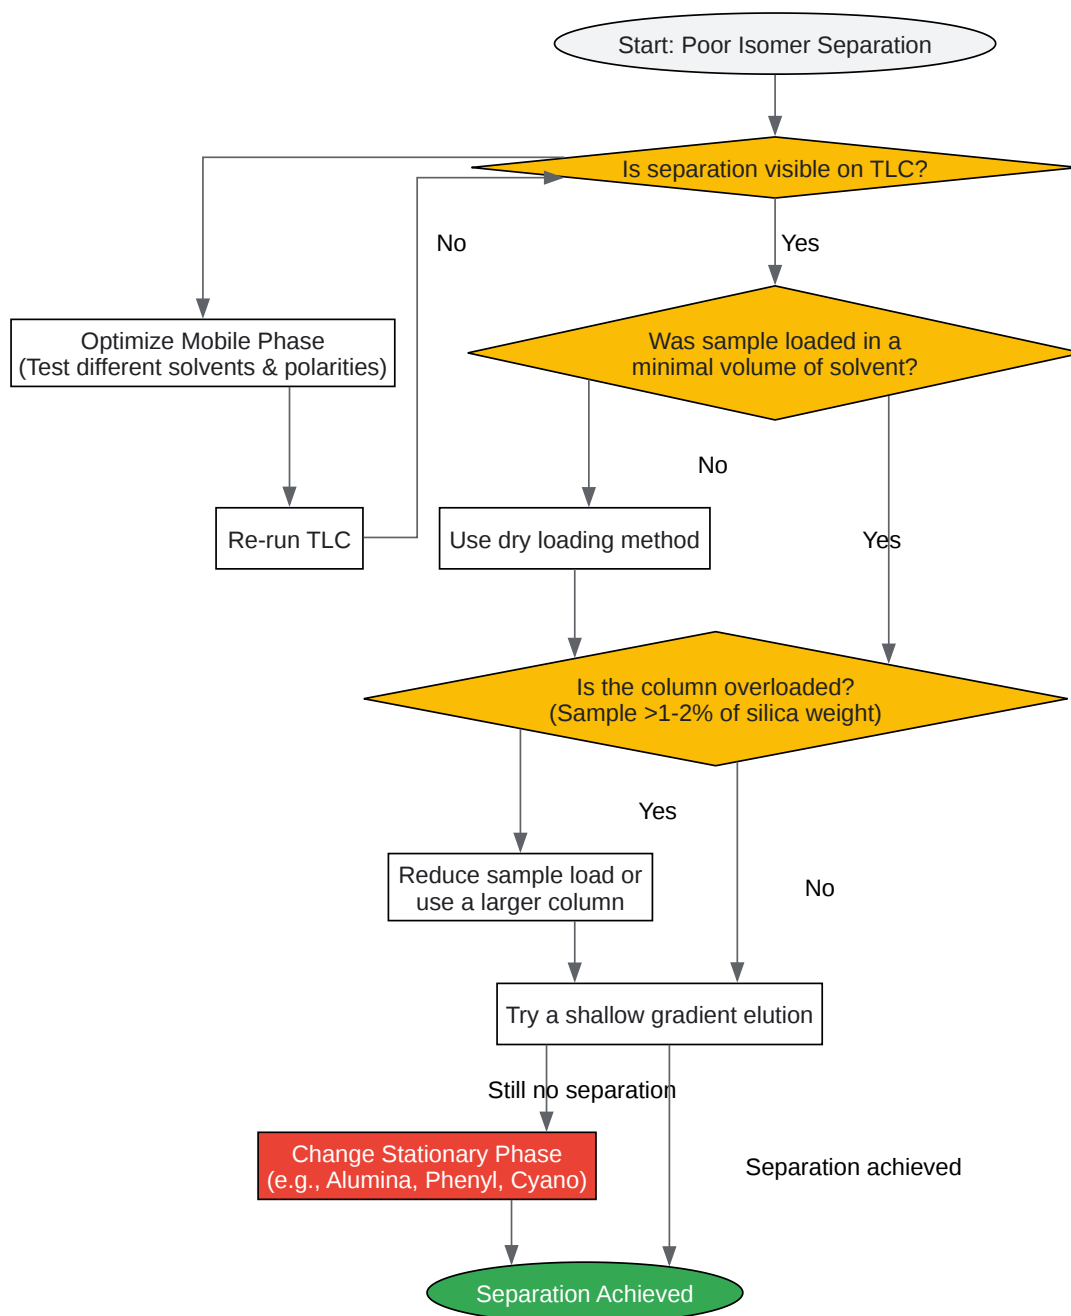 Start: Poor Isomer Separation
Is separation visible on TLC?
No
Yes
Optimize Mobile Phase
(Test different solvents & polarities)
Was sample loaded in a
minimal volume of solvent?
No
Re-run TLC
Use dry loading method
Yes
Is the column overloaded?
(Sample >1-2% of silica weight)
Yes
Reduce sample load or
use a larger column
No
Try a shallow gradient elution
Still no separation
Change Stationary Phase
(e.g., Alumina, Phenyl, Cyano)
Separation achieved
Separation Achieved